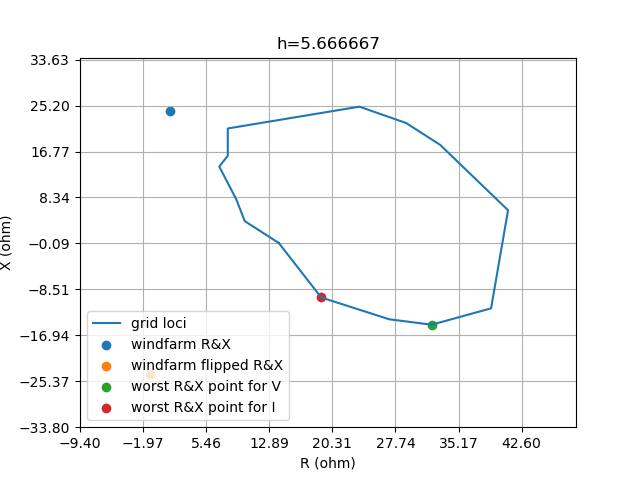 h=5.666667
33.63
25.20
16.77
8.34
−0.09
−8.51
−16.94
−25.37
−33.80
X (ohm)
grid loci
windfarm R&X
windfarm flipped R&X
worst R&X point for V
worst R&X point for I
−9.40 −1.97 5.46 12.89 20.31 27.74 35.17 42.60
R (ohm)